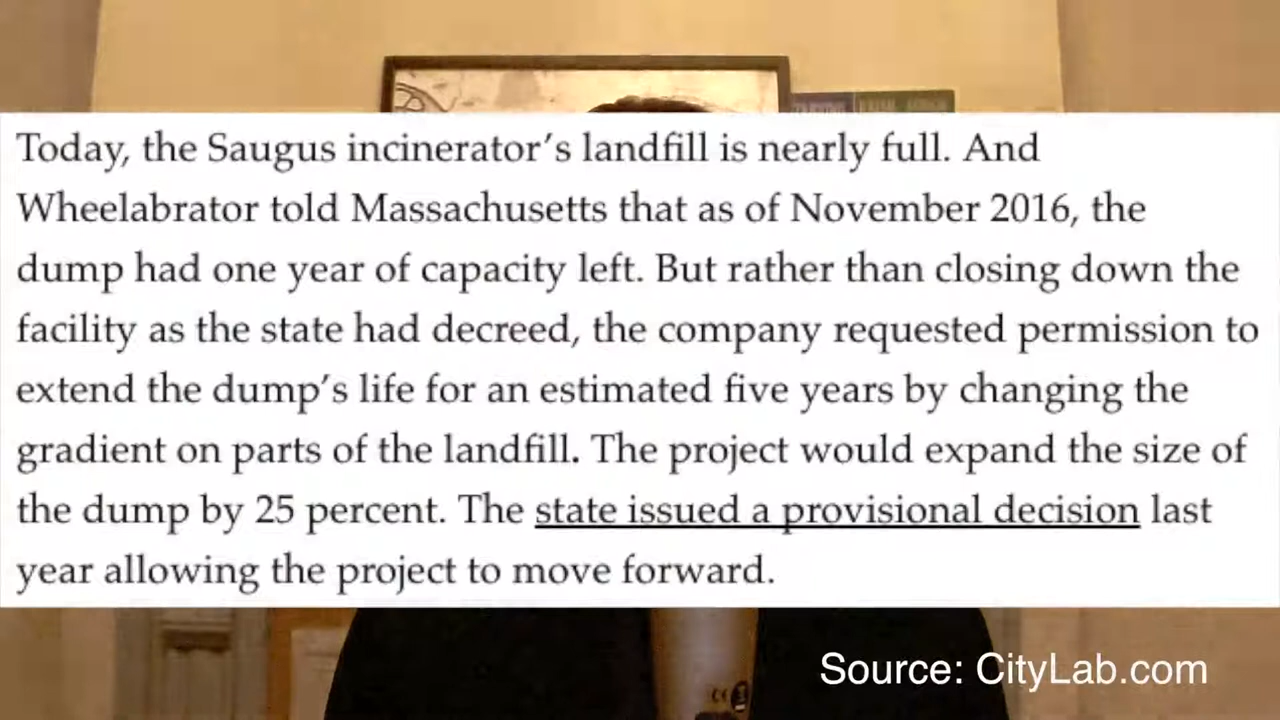 Today, the Saugus incinerator’s landfill is nearly full. And
Wheelabrator told Massachusetts that as of November 2016, the
dump had one year of capacity left. But rather than closing down the
facility as the state had decreed, the company requested permission to
extend the dump’s life for an estimated five years by changing the
gradient on parts of the landfill. The project would expand the size of
the dump by 25 percent. The state issued a provisional decision last
year allowing the project to move forward.
Source: CityLab.com